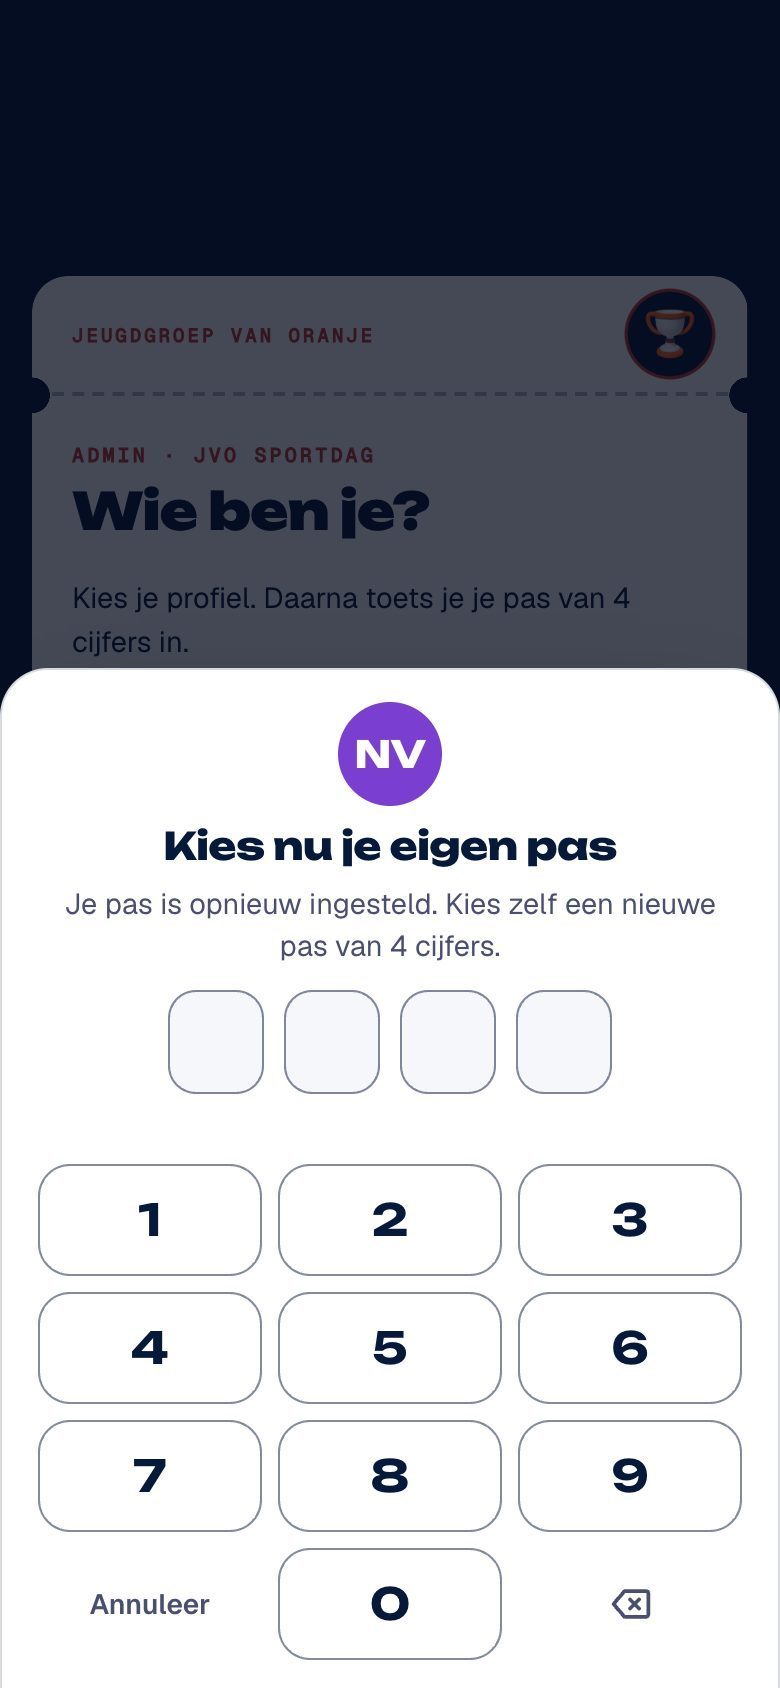 JEUGDGROEP VAN ORANJE
ADMIN · JVO SPORTDAG
Wie ben je?
Kies je profiel. Daarna toets je je pas van 4
cijfers in.
NV
Kies nu je eigen pas
Je pas is opnieuw ingesteld. Kies zelf een nieuwe
pas van 4 cijfers.
1 2 3
4 5 6
7 8 9
Annuleer 0